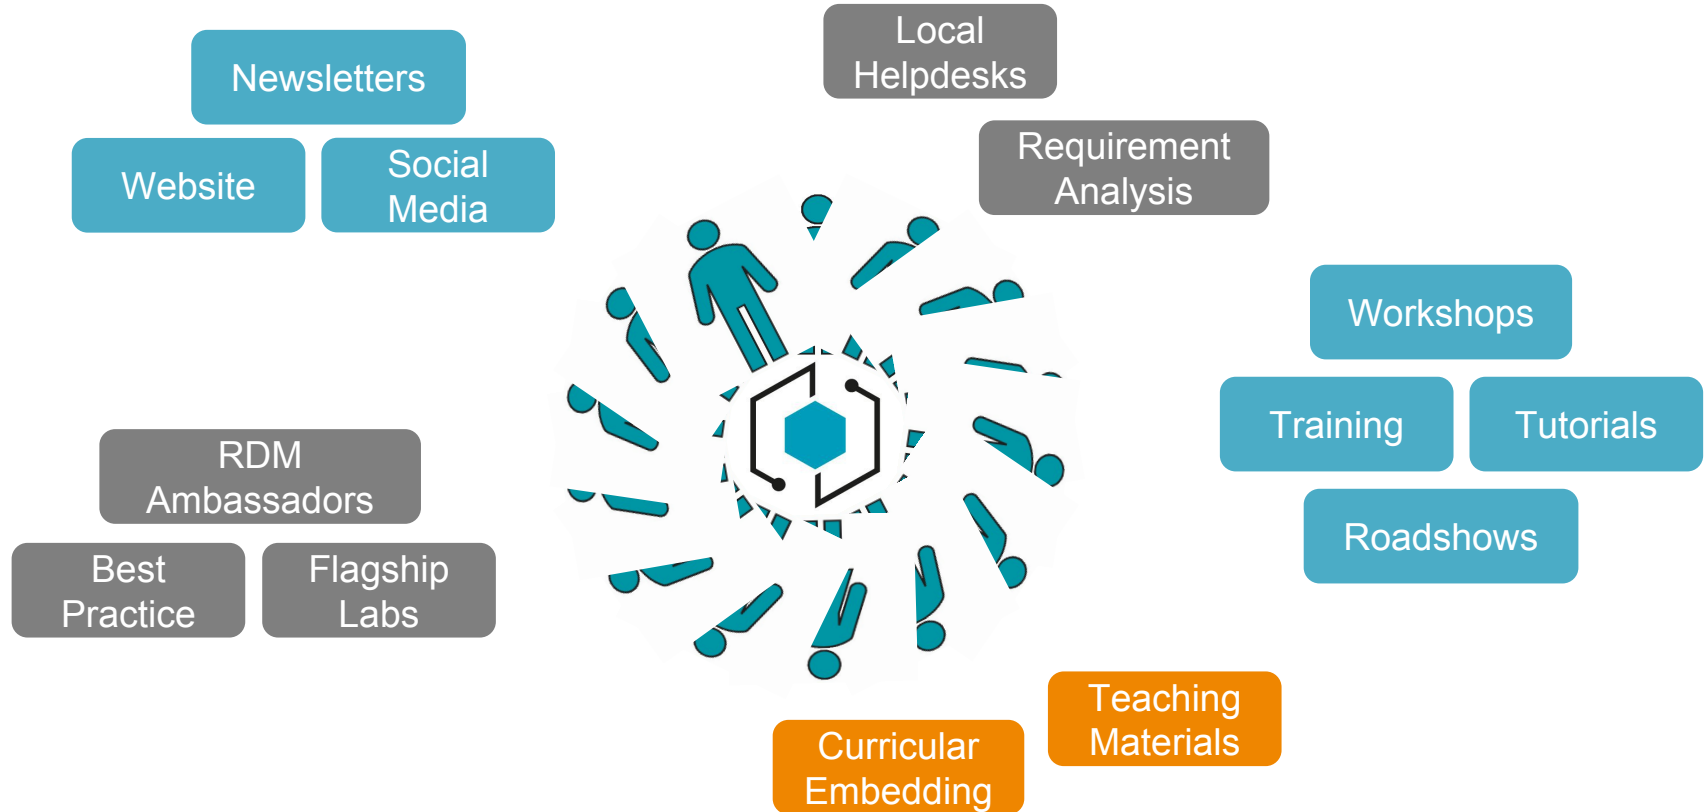 Newsletters
Website
Social
Media
Local
Helpdesks
Requirement
Analysis
Workshops
Training
Tutorials
Roadshows
RDM
Ambassadors
Best
Practice
Flagship
Labs
Teaching
Materials
Curricular
Embedding